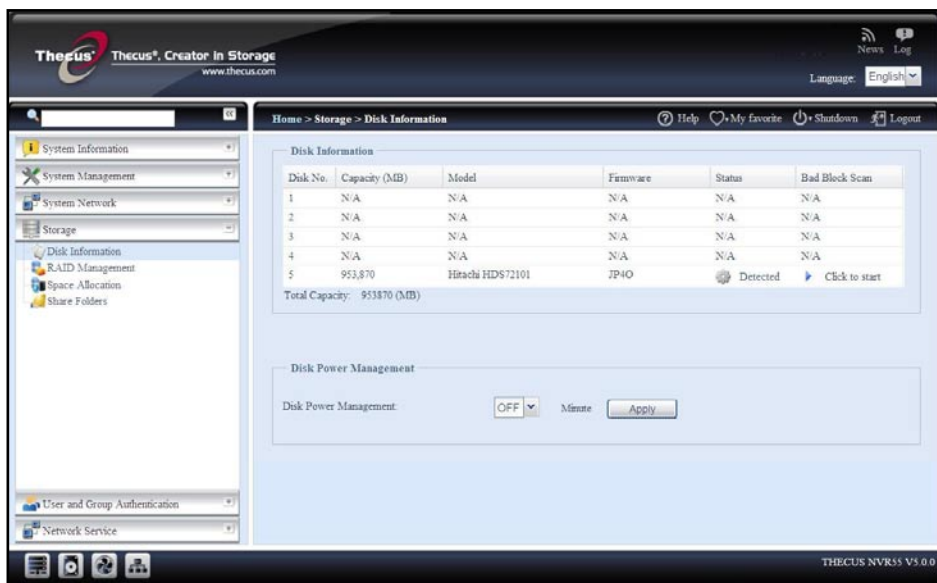 Thecus® Thecus®, Creator in Storage
www.thecus.com
News Log
Language: English
Home > Storage > Disk Information
Help My favorite Shutdown Logout
System Information
System Management
System Network
Storage
Disk Information
RAID Management
Space Allocation
Share Folders
User and Group Authentication
Network Service
Disk Information
Disk No. Capacity (MB) Model Firmware Status Bad Block Scan
1 N/A N/A N/A N/A N/A
2 N/A N/A N/A N/A N/A
3 N/A N/A N/A N/A N/A
4 N/A N/A N/A N/A N/A
5 953,870 Hitachi HDS72101 JP4O Detected Click to start
Total Capacity: 953870 (MB)
Disk Power Management
Disk Power Management: OFF Minute Apply
THECUS NVR55 V5.0.0